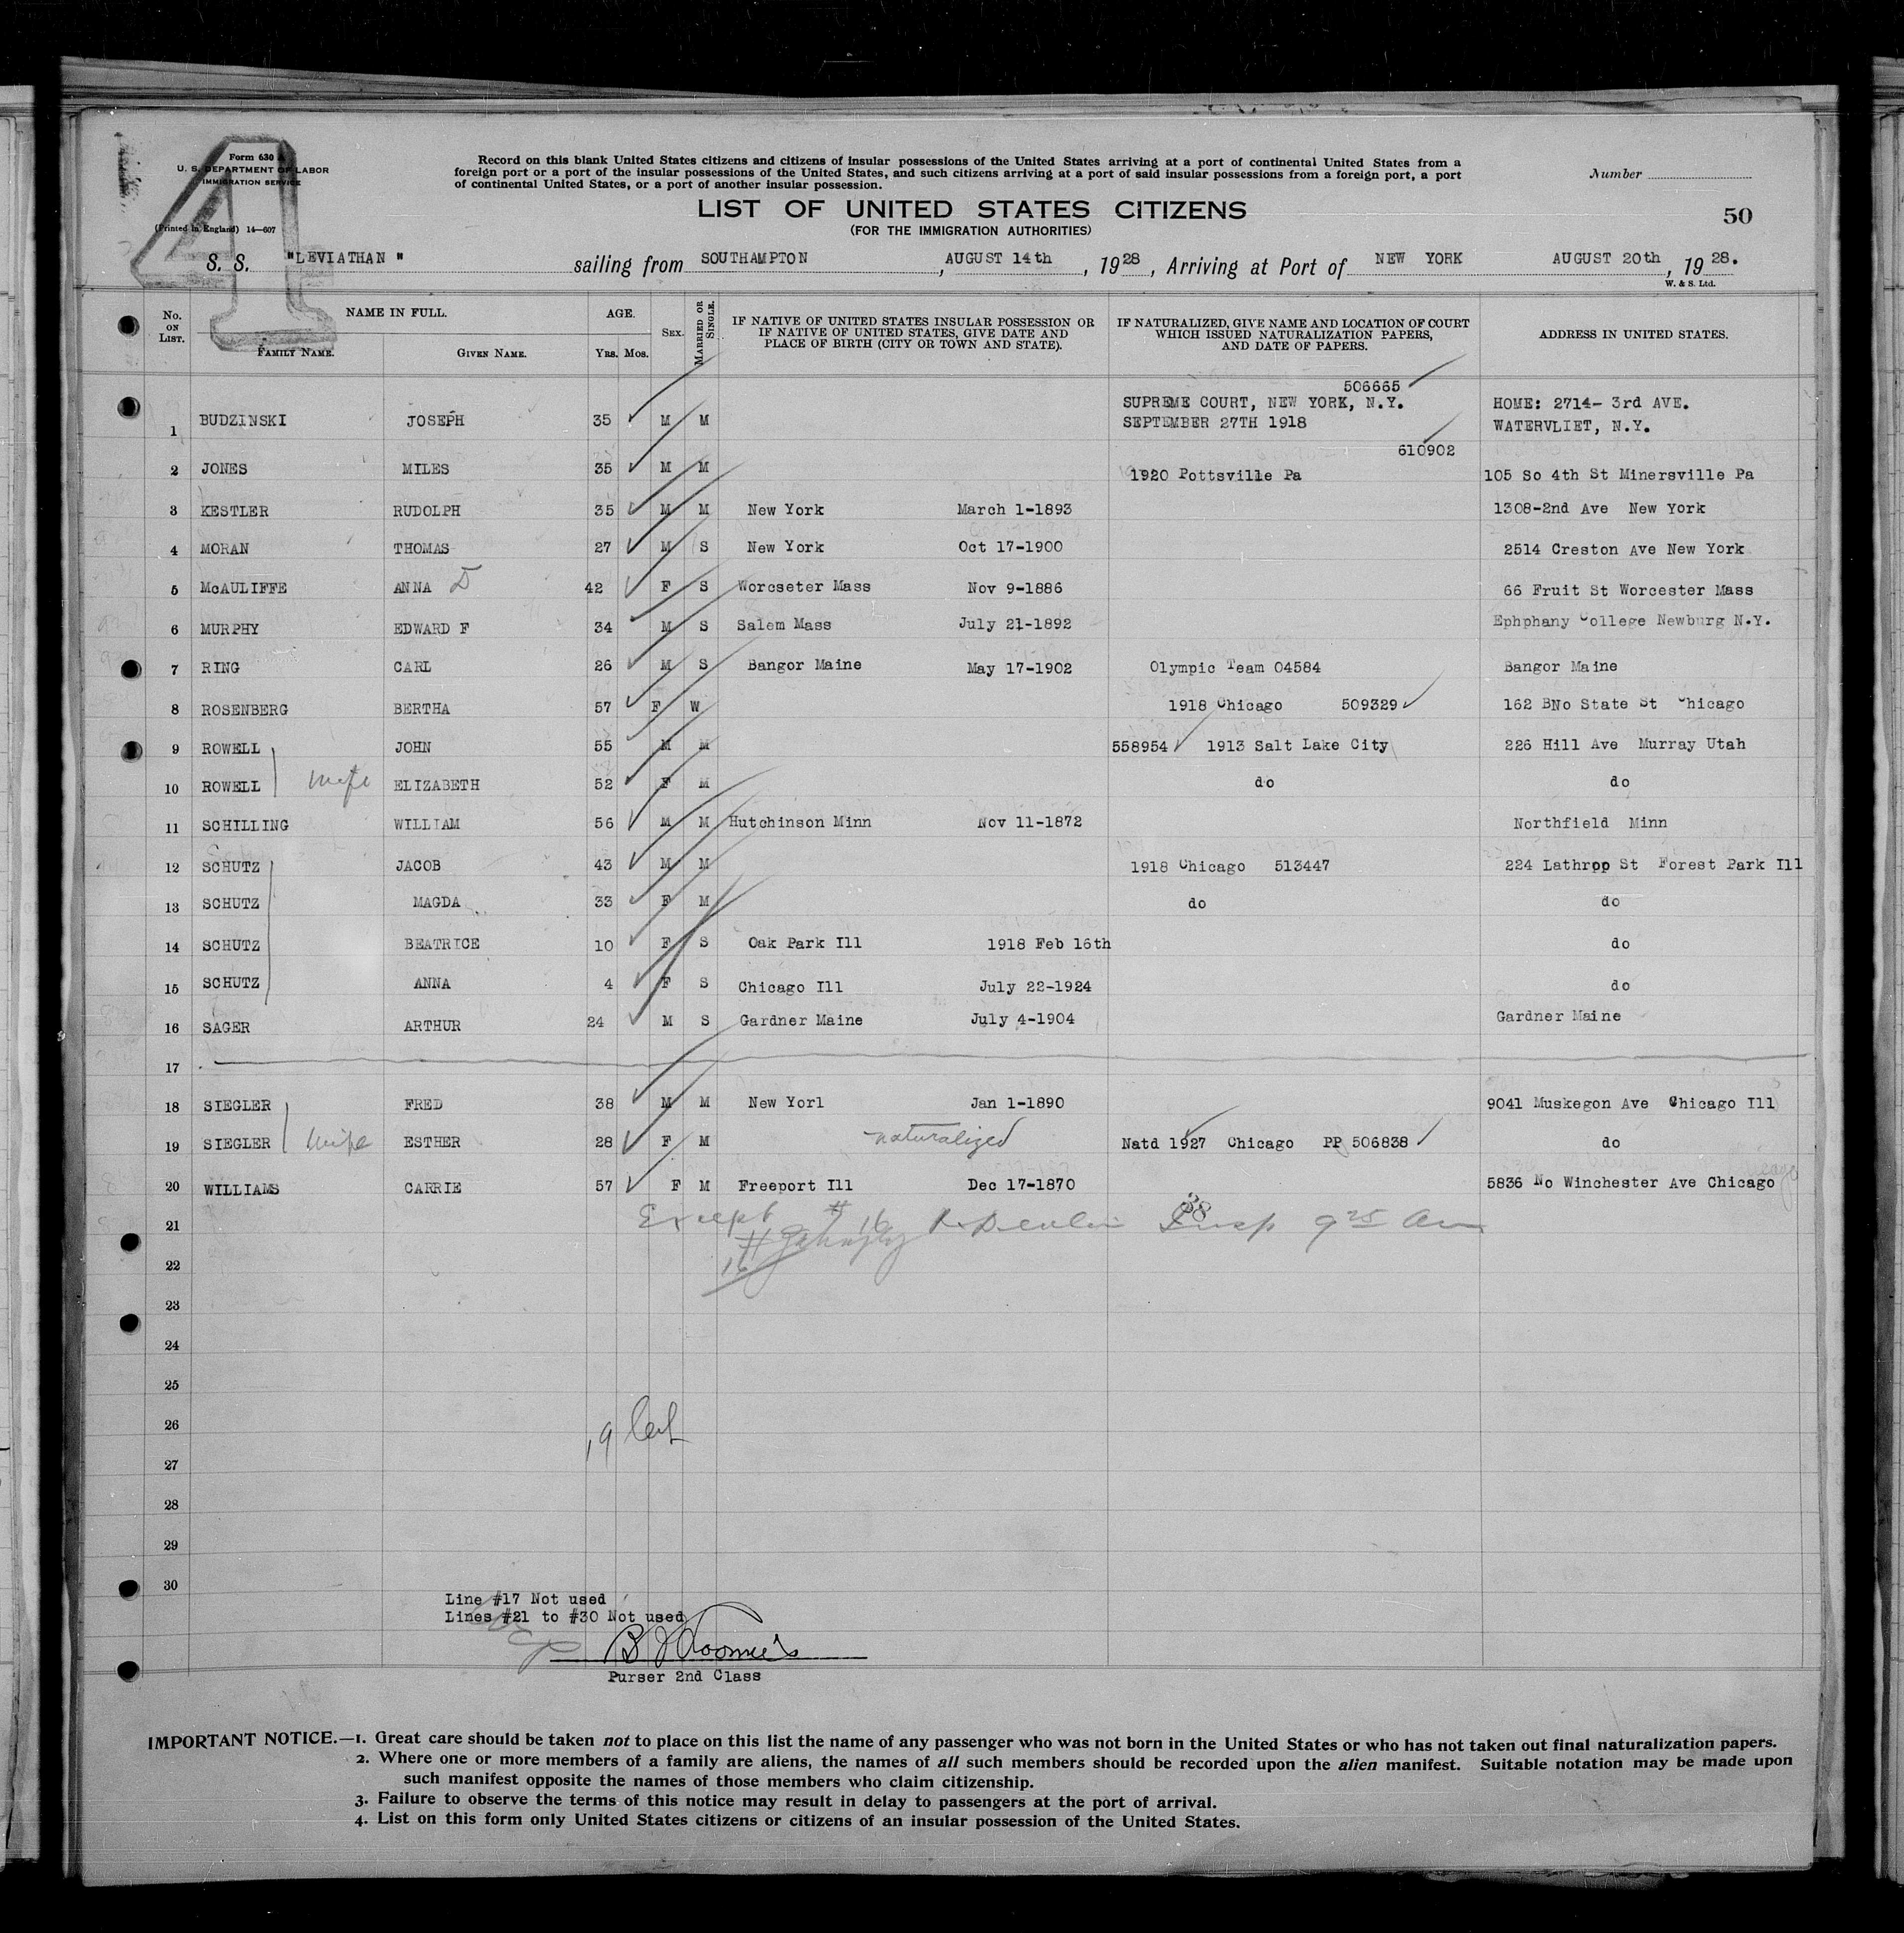 41
Form 630 A
U. S. DEPARTMENT OF LABOR
IMMIGRATION SERVICE
(Printed in England) 14—607
Record on this blank United States citizens and citizens of insular possessions of the United States arriving at a port of continental United States from a
foreign port or a port of the insular possessions of the United States, and such citizens arriving at a port of said insular possessions from a foreign port, a port
of continental United States, or a port of another insular possession.
Number
LIST OF UNITED STATES CITIZENS
(FOR THE IMMIGRATION AUTHORITIES)
50
S. S. "LEVIATHAN " sailing from SOUTHAMPTON , AUGUST 14th , 1928 , Arriving at Port of NEW YORK AUGUST 20th , 1928.
W. & S. Ltd.
No. ON LIST. NAME IN FULL. FAMILY NAME. GIVEN NAME. AGE. YRS. MOS. SEX. MARRIED OR SINGLE. IF NATIVE OF UNITED STATES INSULAR POSSESSION OR IF NATIVE OF UNITED STATES, GIVE DATE AND PLACE OF BIRTH (CITY OR TOWN AND STATE). IF NATURALIZED, GIVE NAME AND LOCATION OF COURT WHICH ISSUED NATURALIZATION PAPERS, AND DATE OF PAPERS. ADDRESS IN UNITED STATES.
506665
SUPREME COURT, NEW YORK, N.Y. HOME: 2714- 3rd AVE.
1 BUDZINSKI JOSEPH 35 M M SEPTEMBER 27TH 1918 WATERVLIET, N.Y.
610902
2 JONES MILES 35 M M 1920 Pottsville Pa 105 So 4th St Minersville Pa
3 KESTLER RUDOLPH 35 M M New York March 1-1893 1308-2nd Ave New York
4 MORAN THOMAS 27 M S New York Oct 17-1900 2514 Creston Ave New York
5 McAULIFFE ANNA D 42 F S Worcseter Mass Nov 9-1886 66 Fruit St Worcester Mass
6 MURPHY EDWARD F 34 M S Salem Mass July 21-1892 Ephphany College Newburg N.Y.
7 RING CARL 26 M S Bangor Maine May 17-1902 Olympic Team 04584 Bangor Maine
8 ROSENBERG BERTHA 57 F W 1918 Chicago 509329 162 BNo State St Chicago
9 ROWELL JOHN 55 M M 558954 1913 Salt Lake City 226 Hill Ave Murray Utah
10 ROWELL wife ELIZABETH 52 F M do do
11 SCHILLING WILLIAM 56 M M Hutchinson Minn Nov 11-1872 Northfield Minn
12 SCHUTZ JACOB 43 M M 1918 Chicago 513447 224 Lathrop St Forest Park Ill
13 SCHUTZ MAGDA 33 F M do do
14 SCHUTZ BEATRICE 10 F S Oak Park Ill 1918 Feb 16th do
15 SCHUTZ ANNA 4 F S Chicago Ill July 22-1924 do
16 SAGER ARTHUR 24 M S Gardner Maine July 4-1904 Gardner Maine
17
18 SIEGLER FRED 38 M M New Yorl Jan 1-1890 9041 Muskegon Ave Chicago Ill
19 SIEGLER wife ESTHER 28 F M naturalized Natd 1927 Chicago PP 506838 do
20 WILLIAMS CARRIE 57 F M Freeport Ill Dec 17-1870 5836 No Winchester Ave Chicago
38
21 Except # 16 Insp
22 # 16
23
24
25
26 19
27
28
29
30
Line #17 Not used
Lines #21 to #30 Not used
Purser 2nd Class
IMPORTANT NOTICE.—1. Great care should be taken not to place on this list the name of any passenger who was not born in the United States or who has not taken out final naturalization papers.
2. Where one or more members of a family are aliens, the names of all such members should be recorded upon the alien manifest. Suitable notation may be made upon
such manifest opposite the names of those members who claim citizenship.
3. Failure to observe the terms of this notice may result in delay to passengers at the port of arrival.
4. List on this form only United States citizens or citizens of an insular possession of the United States.